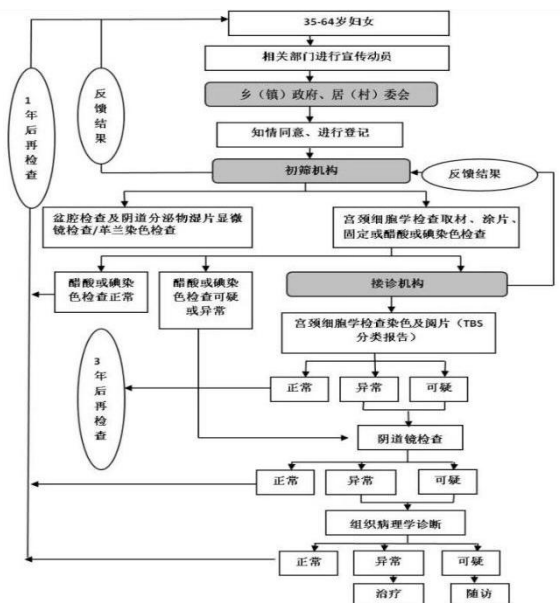 35-64岁妇女
相关部门进行宣传动员
乡（镇）政府、居（村）委会
知情同意、进行登记
初筛机构
反馈结果
反馈结果
1年后再检查
盆腔检查及阴道分泌物湿片显微
镜检查/革兰染色检查
宫颈细胞学检查取材、涂片、
固定或醋酸或碘染色检查
醋酸或碘染
色检查正常
醋酸或碘染
色检查可疑
或异常
接诊机构
宫颈细胞学检查染色及阅片（TBS
分类报告）
3年后再检查
正常
异常
可疑
阴道镜检查
正常
异常
可疑
组织病理学诊断
正常
异常
可疑
治疗
随访